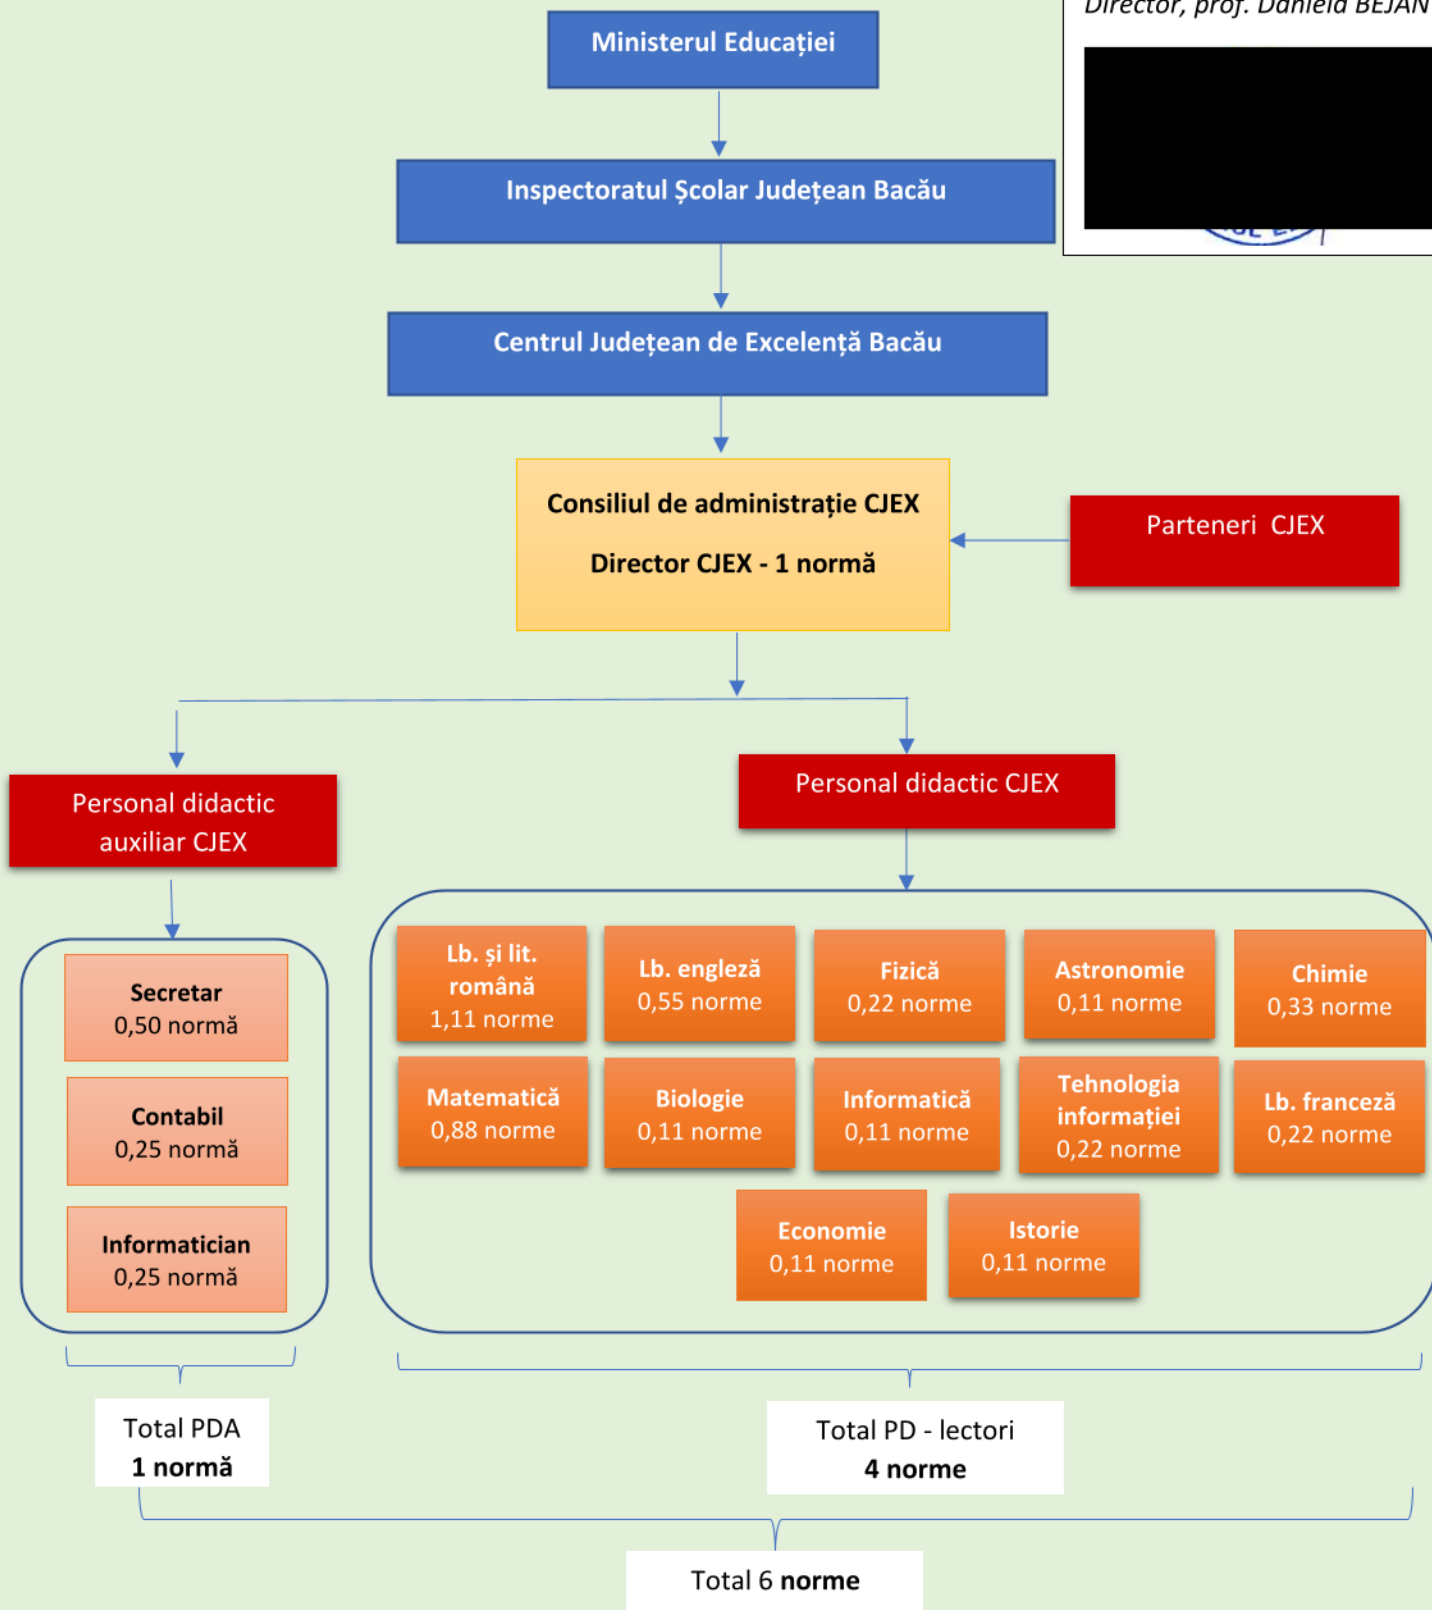 Director, prof. Daniela BEJAN
Ministerul Educației
Inspectoratul Școlar Județean Bacău
Centrul Județean de Excelență Bacău
Consiliul de administrație CJEX
Director CJEX - 1 normă
Parteneri CJEX
Personal didactic
auxiliar CJEX
Personal didactic CJEX
Secretar
0,50 normă
Contabil
0,25 normă
Informatician
0,25 normă
Lb. și lit.
română
1,11 norme
Lb. engleză
0,55 norme
Fizică
0,22 norme
Astronomie
0,11 norme
Chimie
0,33 norme
Matematică
0,88 norme
Biologie
0,11 norme
Informatică
0,11 norme
Tehnologia
informației
0,22 norme
Lb. franceză
0,22 norme
Economie
0,11 norme
Istorie
0,11 norme
Total PDA
1 normă
Total PD - lectori
4 norme
Total 6 norme